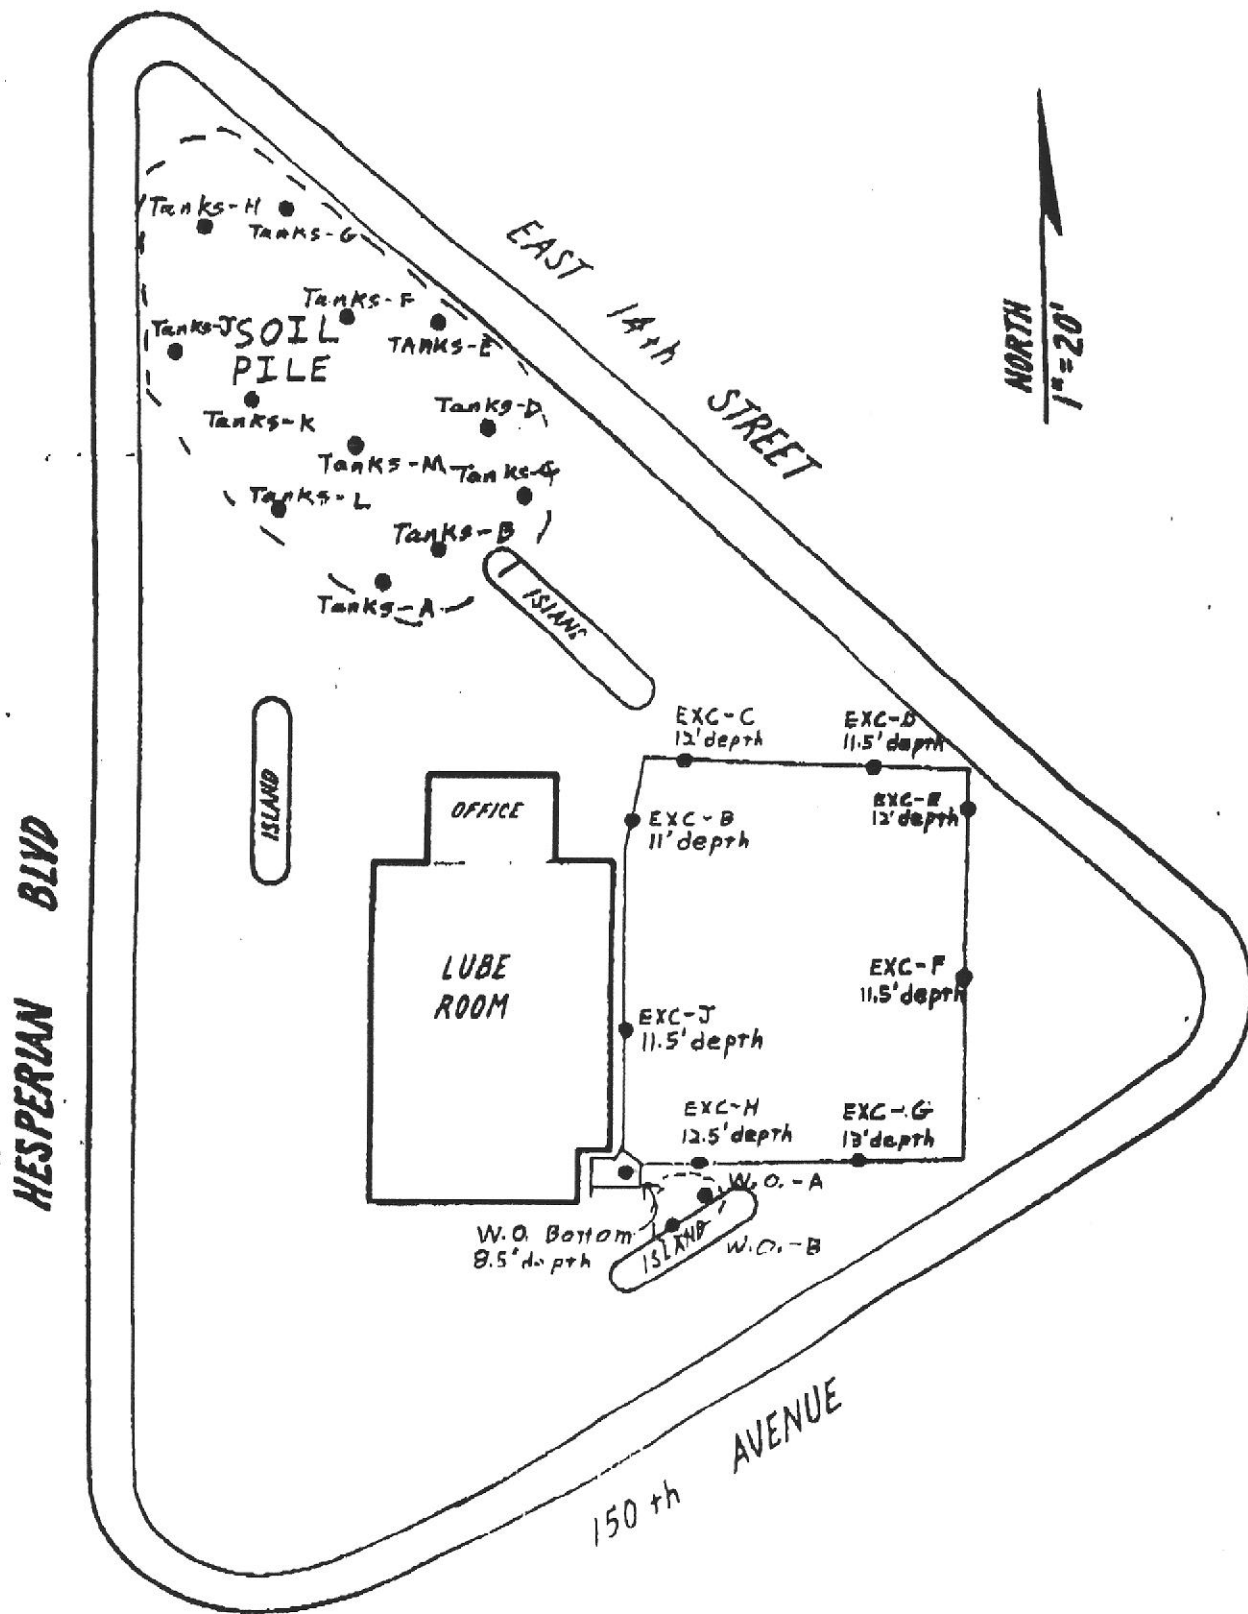 EAST 14th STREET
NORTH
1"=20'
Tanks-H
Tanks-G
Tanks-F
TANKS-E
Tanks-J
SOIL
PILE
Tanks-K
Tanks-D
Tanks-M
Tanks-L
Tanks-B
Tanks-A
ISLAND
EXC-C
12' depth
EXC-D
11.5' depth
EXC-B
11' depth
EXC-E
12' depth
OFFICE
ISLAND
HESPERIAN BLVD
LUBE
ROOM
EXC-F
11.5' depth
EXC-J
11.5' depth
EXC-H
12.5' depth
EXC-G
13' depth
W.O.-A
W.O. Bottom
8.5' depth
ISLAND
W.O.-B
150th AVENUE